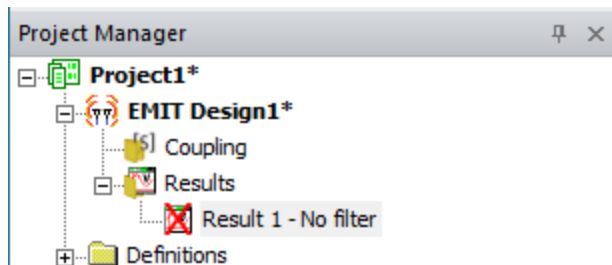 Project Manager
Project1*
EMIT Design1*
[S] Coupling
Results
Result 1 - No filter
Definitions